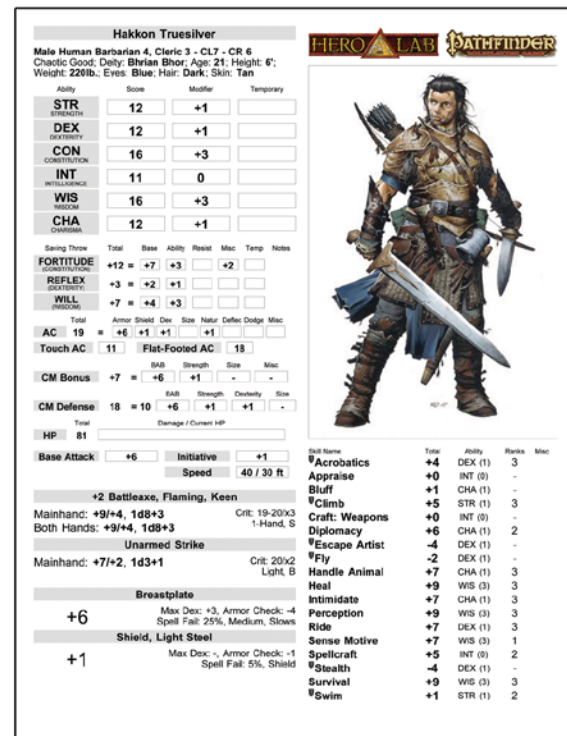 Hakkon Truesilver
Male Human Barbarian 4, Cleric 3 - CL7 - CR 6
Chaotic Good; Deity: Bhrian Bhor; Age: 21; Height: 6';
Weight: 220lb.; Eyes: Blue; Hair: Dark; Skin: Tan
Ability Score Modifier Temporary
STR 12 +1
STRENGTH
DEX 12 +1
DEXTERITY
CON 16 +3
CONSTITUTION
INT 11 0
INTELLIGENCE
WIS 16 +3
WISDOM
CHA 12 +1
CHARISMA
Saving Throw Total Base Ability Resist Misc Temp Notes
FORTITUDE +12 = +7 +3 +2
(CONSTITUTION)
REFLEX +3 = +2 +1
(DEXTERITY)
WILL +7 = +4 +3
(WISDOM)
Total Armor Shield Dex Size Natur Deflec Dodge Misc
AC 19 = +6 +1 +1 +1
Touch AC 11 Flat-Footed AC 18
BAB Strength Size Misc
CM Bonus +7 = +6 +1 - -
BAB Strength Dexterity Size
CM Defense 18 = 10 +6 +1 +1 -
Total Damage / Current HP
HP 81
Base Attack +6 Initiative +1
Speed 40 / 30 ft
+2 Battleaxe, Flaming, Keen
Mainhand: +9/+4, 1d8+3 Crit: 19-20/x3
Both Hands: +9/+4, 1d8+3 1-Hand, S
Unarmed Strike
Mainhand: +7/+2, 1d3+1 Crit: 20/x2
Light, B
Breastplate
+6 Max Dex: +3, Armor Check: -4
Spell Fail: 25%, Medium, Slows
Shield, Light Steel
+1 Max Dex: -, Armor Check: -1
Spell Fail: 5%, Shield
HERO LAB PATHFINDER
Skill Name Total Ability Ranks Misc
Acrobatics +4 DEX (1) 3
Appraise +0 INT (0) -
Bluff +1 CHA (1) -
Climb +5 STR (1) 3
Craft: Weapons +0 INT (0) -
Diplomacy +6 CHA (1) 2
Escape Artist -4 DEX (1) -
Fly -2 DEX (1) -
Handle Animal +7 CHA (1) 3
Heal +9 WIS (3) 3
Intimidate +7 CHA (1) 3
Perception +9 WIS (3) 3
Ride +7 DEX (1) 3
Sense Motive +7 WIS (3) 1
Spellcraft +5 INT (0) 2
Stealth -4 DEX (1) -
Survival +9 WIS (3) 3
Swim +1 STR (1) 2